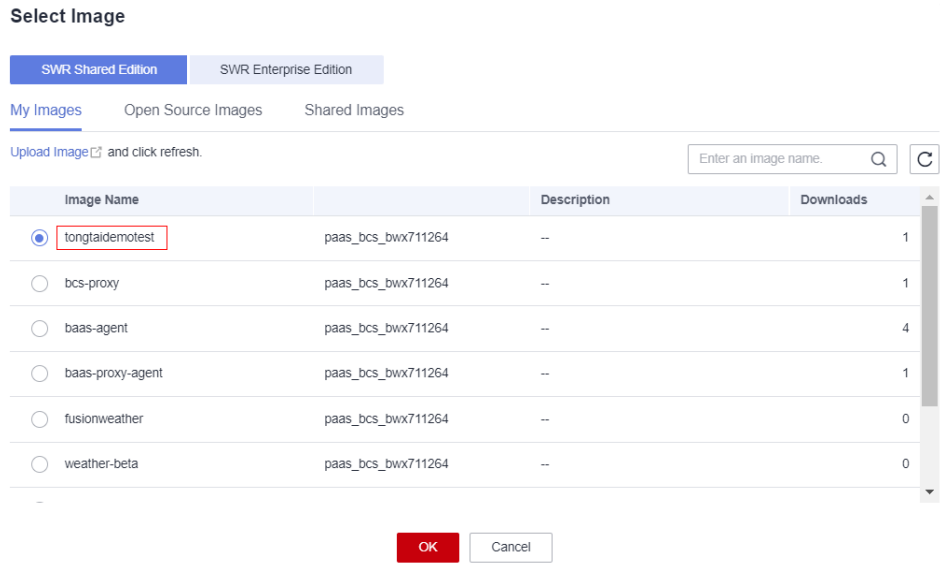 Select Image
SWR Shared Edition SWR Enterprise Edition
My Images Open Source Images Shared Images
Upload Image and click refresh. Enter an image name.
Image Name Description Downloads
tongtaidemotest paas_bcs_bwx711264 -- 1
bcs-proxy paas_bcs_bwx711264 -- 1
baas-agent paas_bcs_bwx711264 -- 4
baas-proxy-agent paas_bcs_bwx711264 -- 1
fusionweather paas_bcs_bwx711264 -- 0
weather-beta paas_bcs_bwx711264 -- 0
OK Cancel